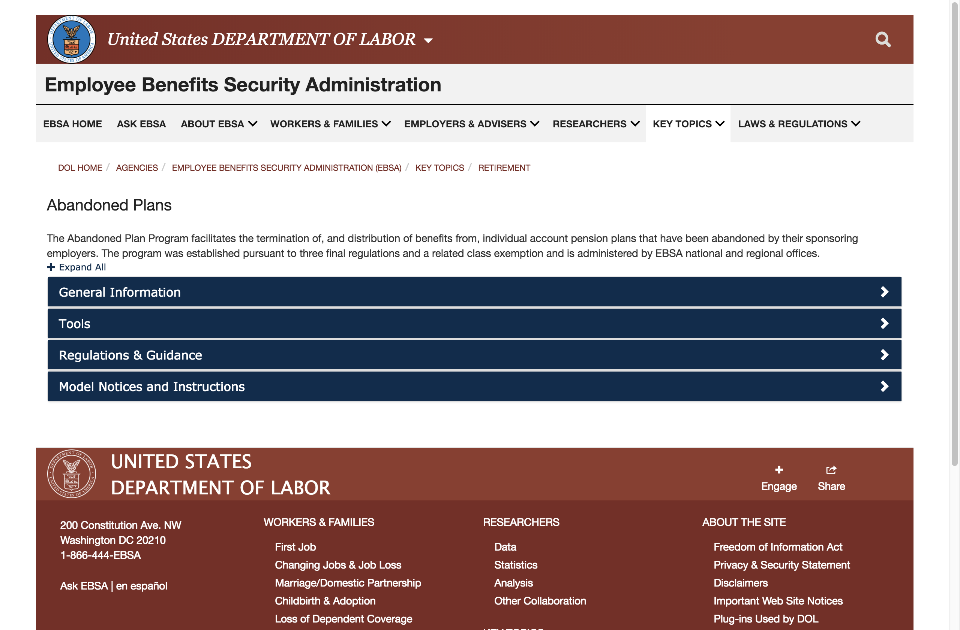 United States DEPARTMENT OF LABOR
Employee Benefits Security Administration
EBSA HOME ASK EBSA ABOUT EBSA WORKERS & FAMILIES EMPLOYERS & ADVISERS RESEARCHERS KEY TOPICS LAWS & REGULATIONS
DOL HOME / AGENCIES / EMPLOYEE BENEFITS SECURITY ADMINISTRATION (EBSA) / KEY TOPICS / RETIREMENT
Abandoned Plans
The Abandoned Plan Program facilitates the termination of, and distribution of benefits from, individual account pension plans that have been abandoned by their sponsoring
employers. The program was established pursuant to three final regulations and a related class exemption and is administered by EBSA national and regional offices.
+ Expand All
General Information
Tools
Regulations & Guidance
Model Notices and Instructions
UNITED STATES
DEPARTMENT OF LABOR
Engage Share
200 Constitution Ave. NW
Washington DC 20210
1-866-444-EBSA
Ask EBSA | en español
WORKERS & FAMILIES
First Job
Changing Jobs & Job Loss
Marriage/Domestic Partnership
Childbirth & Adoption
Loss of Dependent Coverage
RESEARCHERS
Data
Statistics
Analysis
Other Collaboration
ABOUT THE SITE
Freedom of Information Act
Privacy & Security Statement
Disclaimers
Important Web Site Notices
Plug-ins Used by DOL